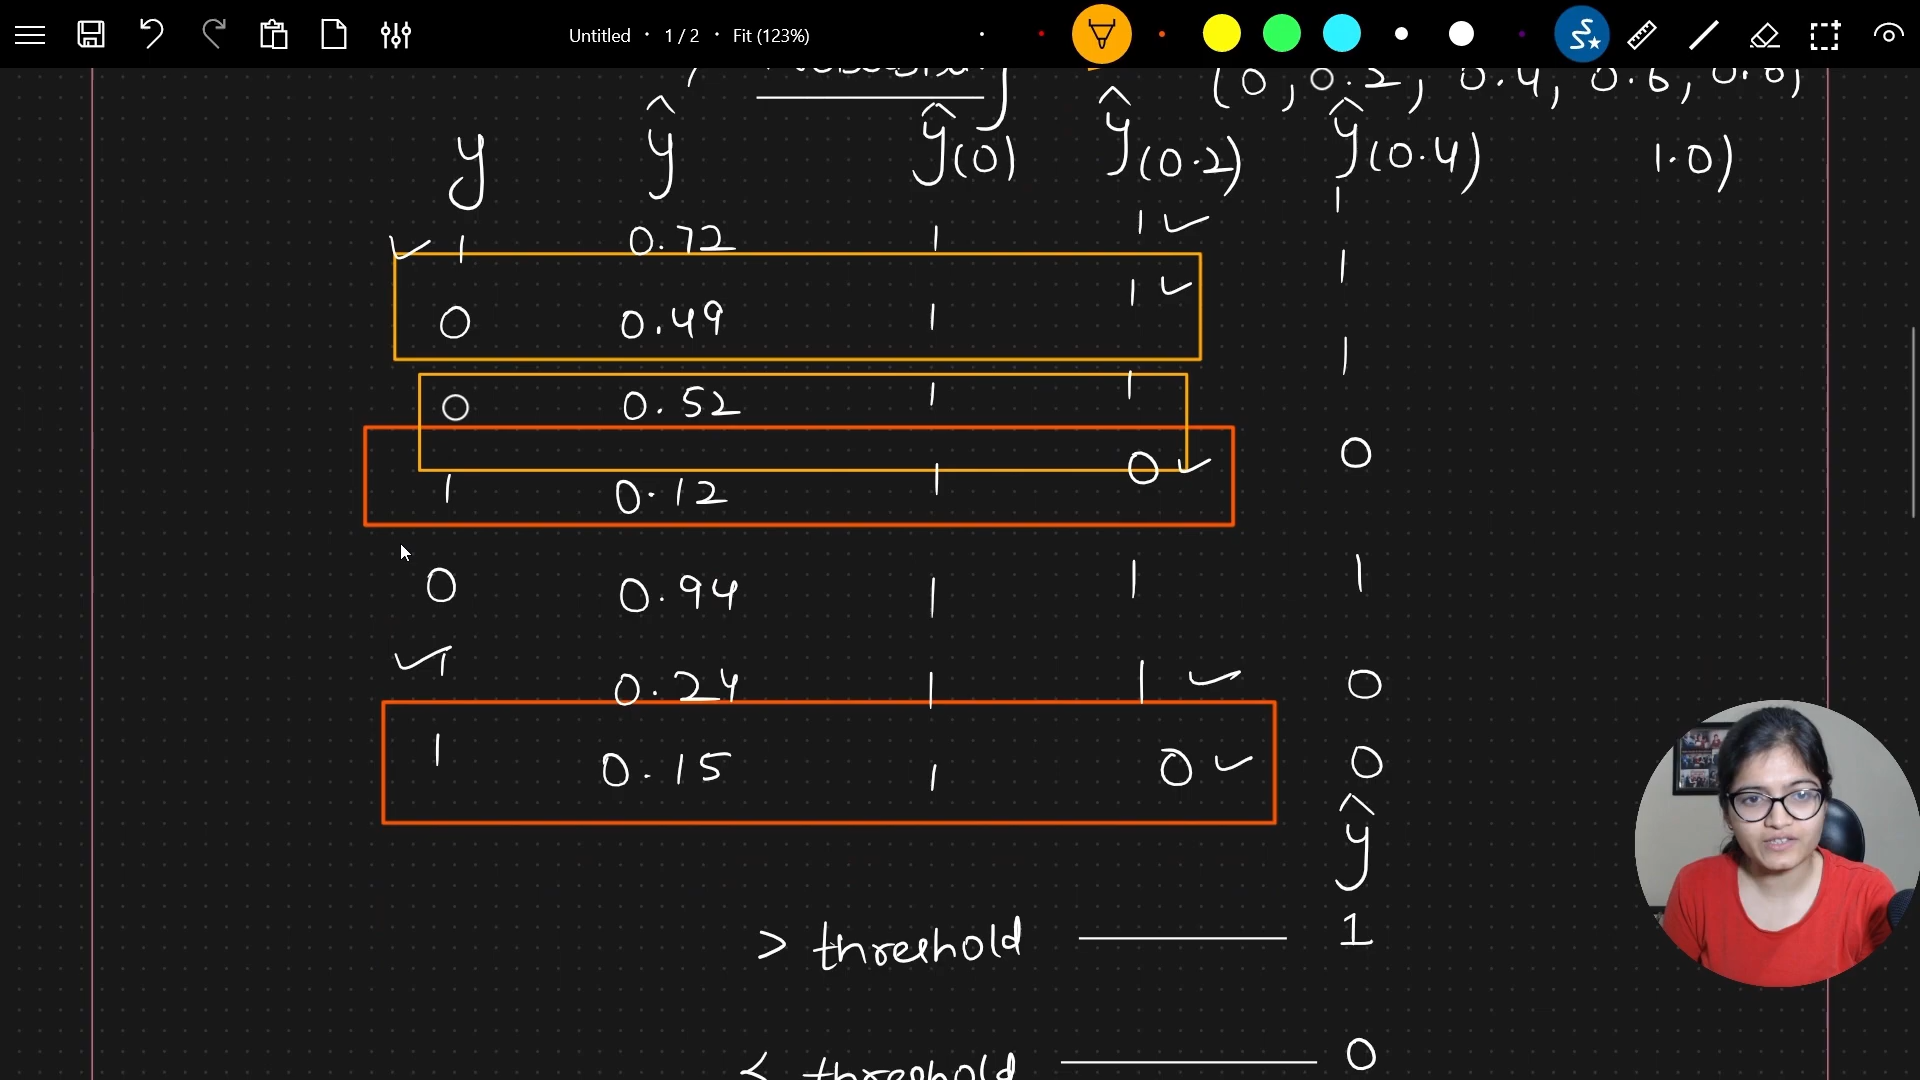 Untitled • 1 / 2 • Fit (123%)
(0, 0.2, 0.4, 0.6, 0.8,
y ŷ ŷ(0) ŷ(0.2) ŷ(0.4) 1.0)
1 0.72 1 1 1
0 0.49 1 1 1
0 0.52 1 1 1
1 0.12 1 0 0
0 0.94 1 1 1
1 0.24 1 1 0
1 0.15 1 0 0
ŷ
> threshold 1
< threshold 0